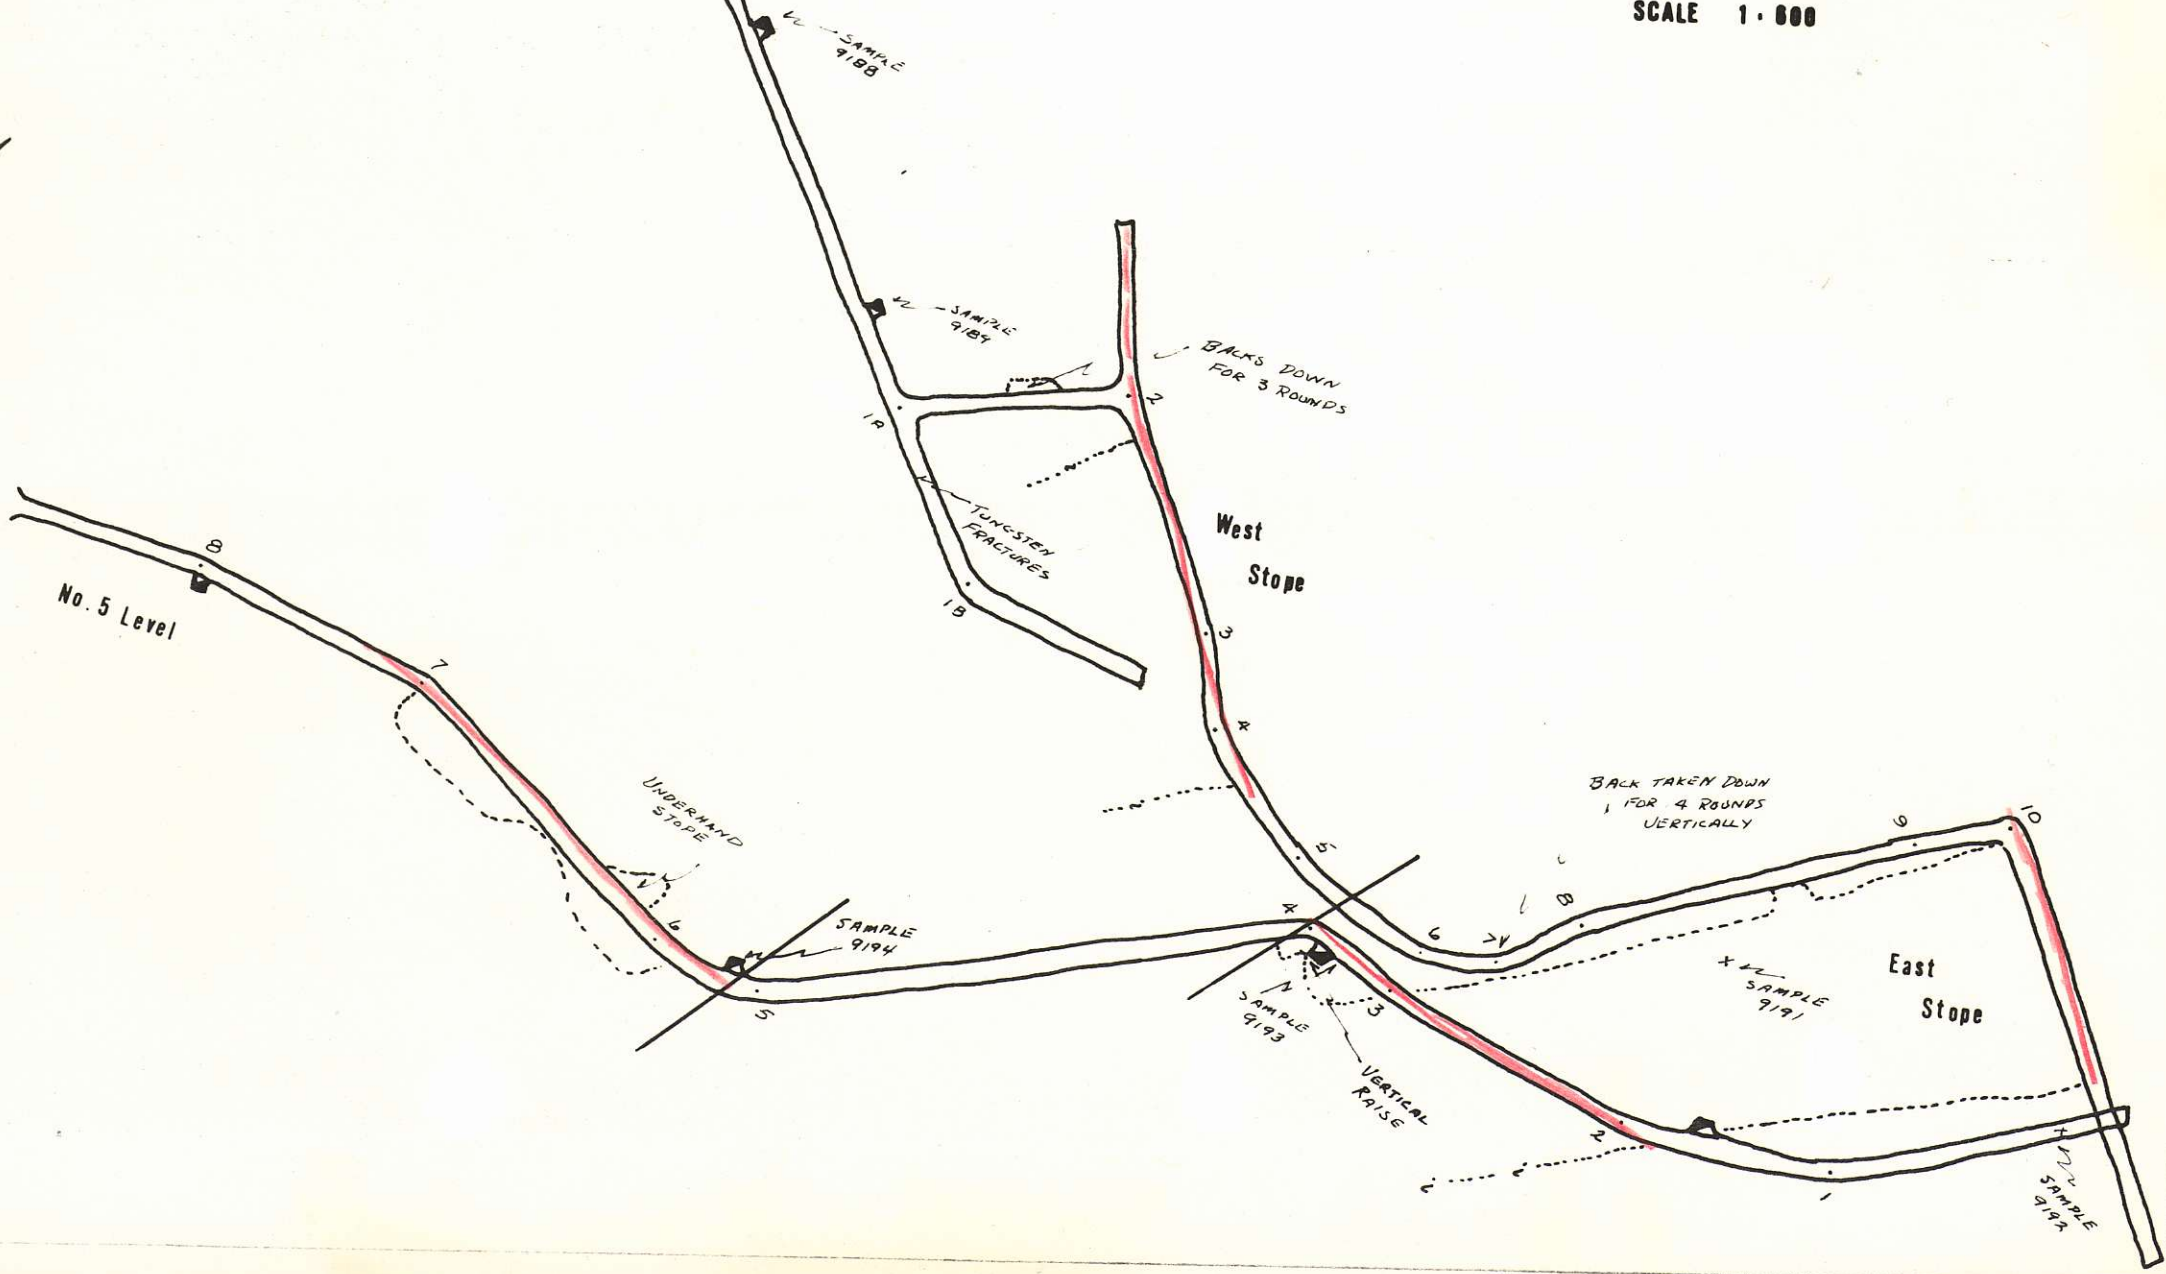 SCALE 1:600
SAMPLE
9188
SAMPLE
9189
BACKS DOWN
FOR 3 ROUNDS
2
1A
TUNGSTEN
FRACTURES
West
Stope
8
No. 5 Level
1B
3
7
4
UNDERHAND
STOPE
BACK TAKEN DOWN
FOR 4 ROUNDS
VERTICALLY
10
9
5
8
4
6
7
6
SAMPLE
9194
East
Stope
SAMPLE
9191
5
SAMPLE
9193
3
VERTICAL
RAISE
2
1
SAMPLE
9192